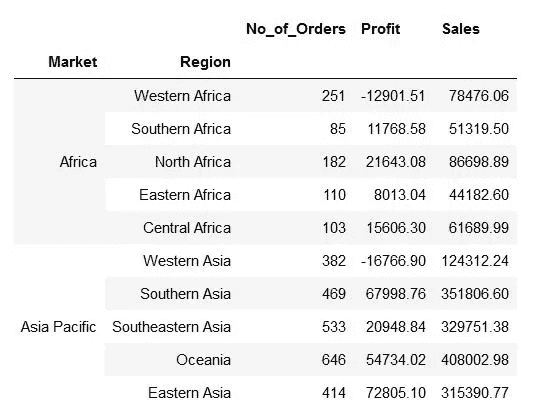 No_of_Orders Profit Sales
Market Region
Western Africa 251 -12901.51 78476.06
Southern Africa 85 11768.58 51319.50
Africa North Africa 182 21643.08 86698.89
Eastern Africa 110 8013.04 44182.60
Central Africa 103 15606.30 61689.99
Western Asia 382 -16766.90 124312.24
Southern Asia 469 67998.76 351806.60
Asia Pacific Southeastern Asia 533 20948.84 329751.38
Oceania 646 54734.02 408002.98
Eastern Asia 414 72805.10 315390.77